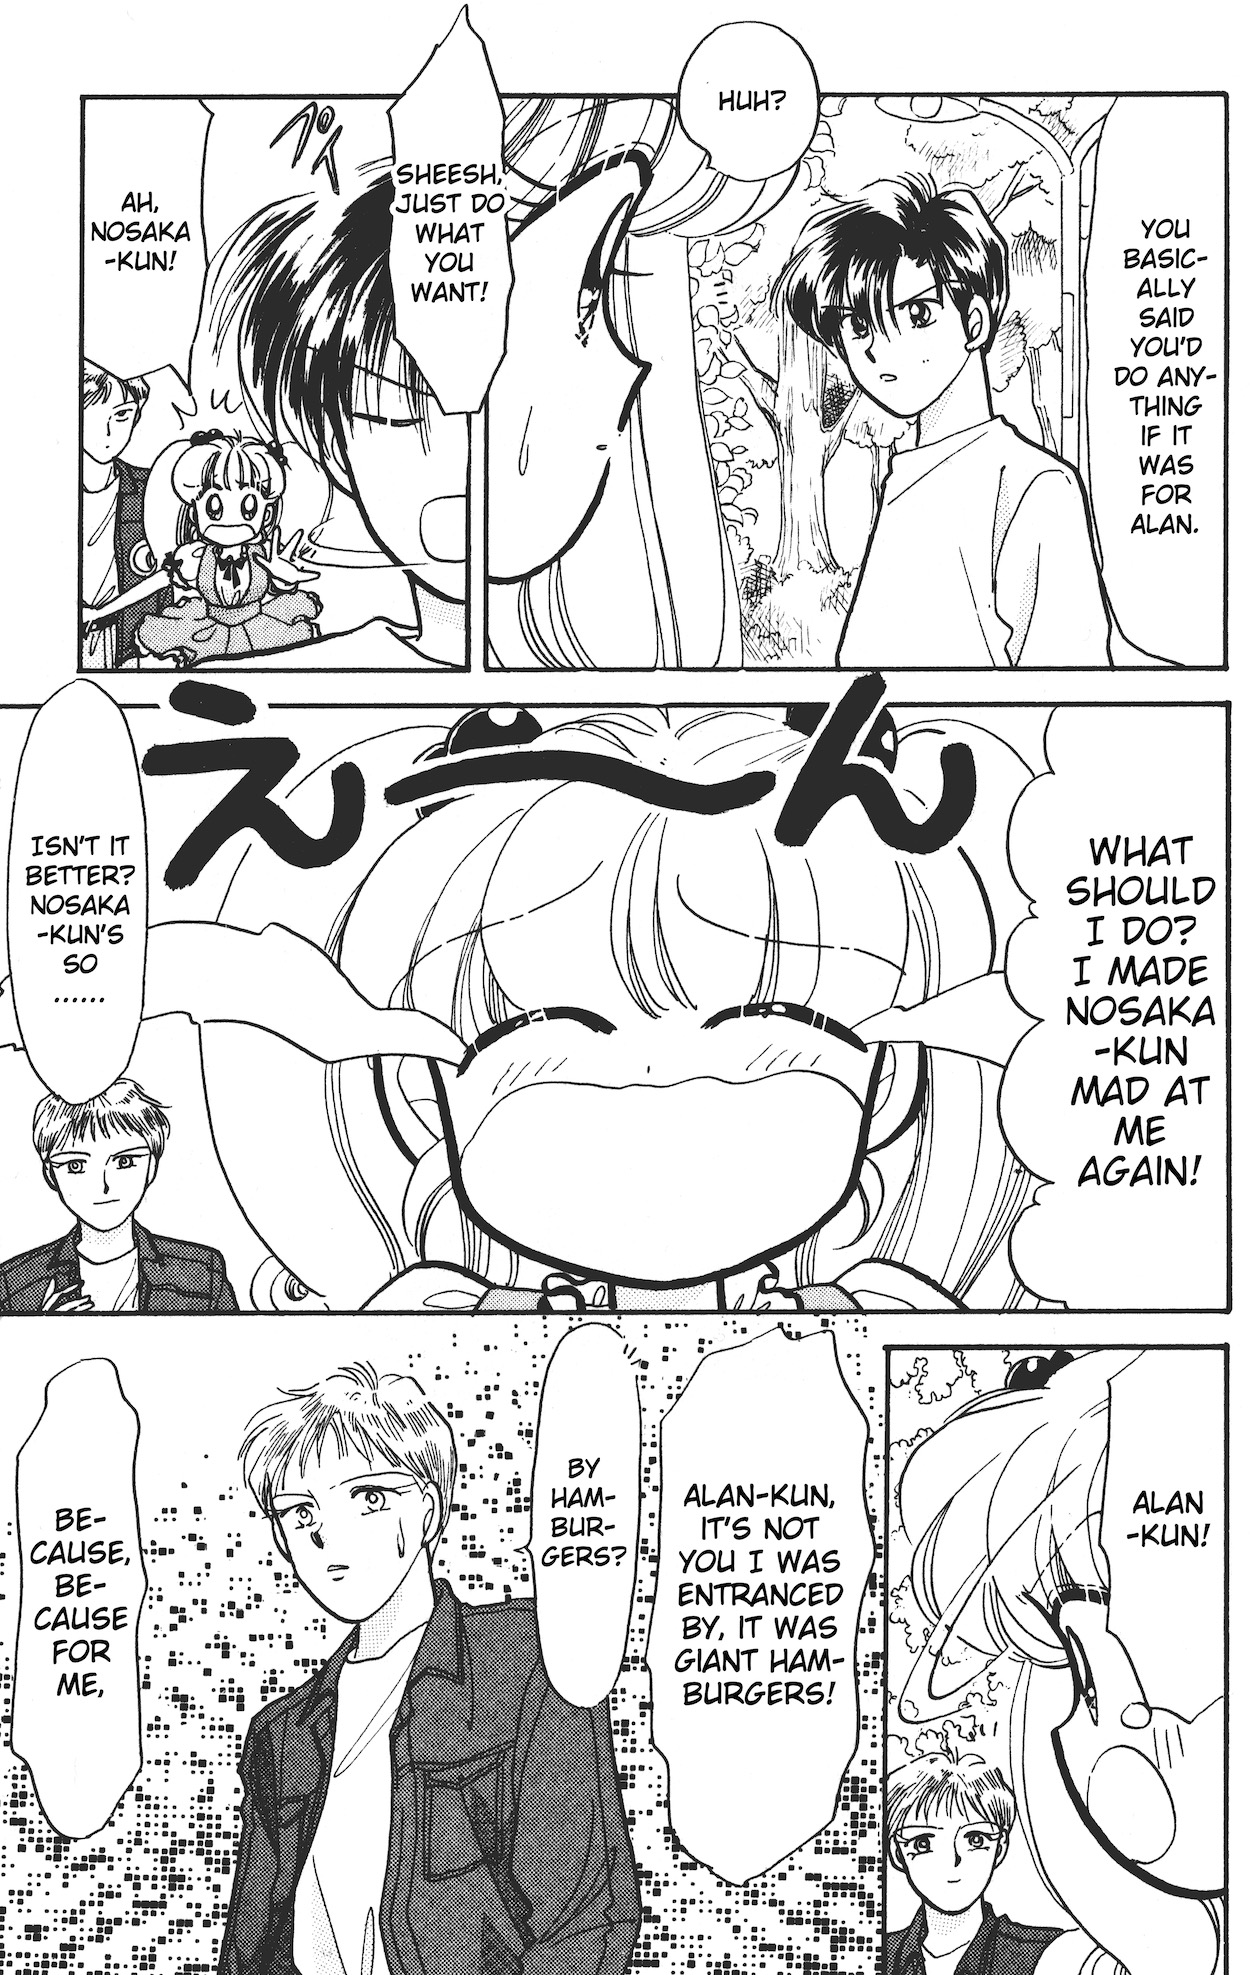 YOU
BASIC-
ALLY
SAID
YOU'D
DO ANY-
THING
IF IT
WAS
FOR
ALAN.
HUH?
SHEESH,
JUST DO
WHAT
YOU
WANT!
プイ
AH,
NOSAKA
-KUN!
WHAT
SHOULD
I DO?
I MADE
NOSAKA
-KUN
MAD AT
ME
AGAIN!
え〜ん
ISN'T IT
BETTER?
NOSAKA
-KUN'S
SO
......
ALAN
-KUN!
ALAN-KUN,
IT'S NOT
YOU I WAS
ENTRANCED
BY, IT WAS
GIANT HAM-
BURGERS!
BY
HAM-
BUR-
GERS?
BE-
CAUSE,
BE-
CAUSE
FOR
ME,